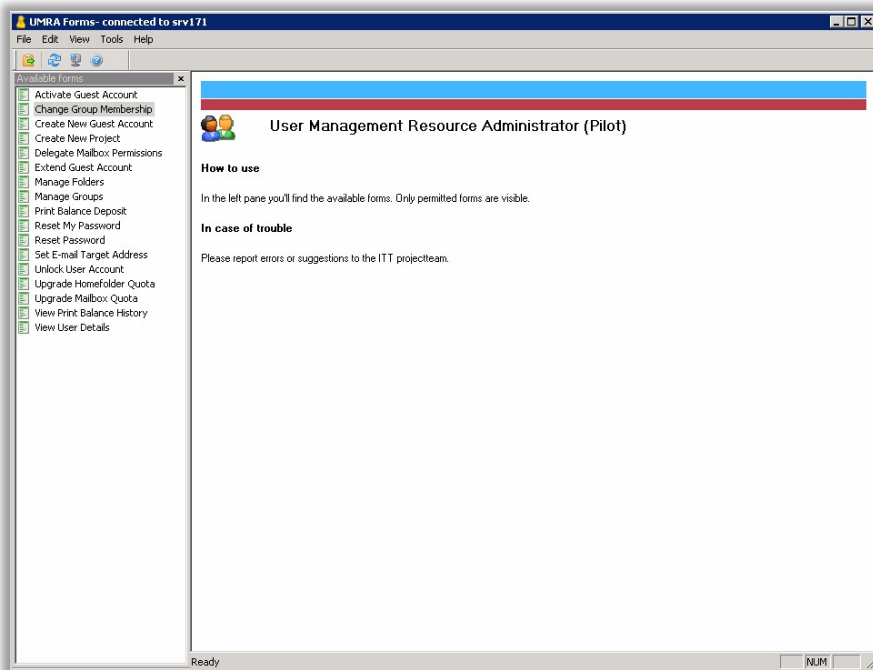 UMRA Forms- connected to srv171
File Edit View Tools Help
Available forms
Activate Guest Account
Change Group Membership
Create New Guest Account
Create New Project
Delegate Mailbox Permissions
Extend Guest Account
Manage Folders
Manage Groups
Print Balance Deposit
Reset My Password
Reset Password
Set E-mail Target Address
Unlock User Account
Upgrade Homefolder Quota
Upgrade Mailbox Quota
View Print Balance History
View User Details
User Management Resource Administrator (Pilot)
How to use
In the left pane you'll find the available forms. Only permitted forms are visible.
In case of trouble
Please report errors or suggestions to the ITT projectteam.
Ready
NUM